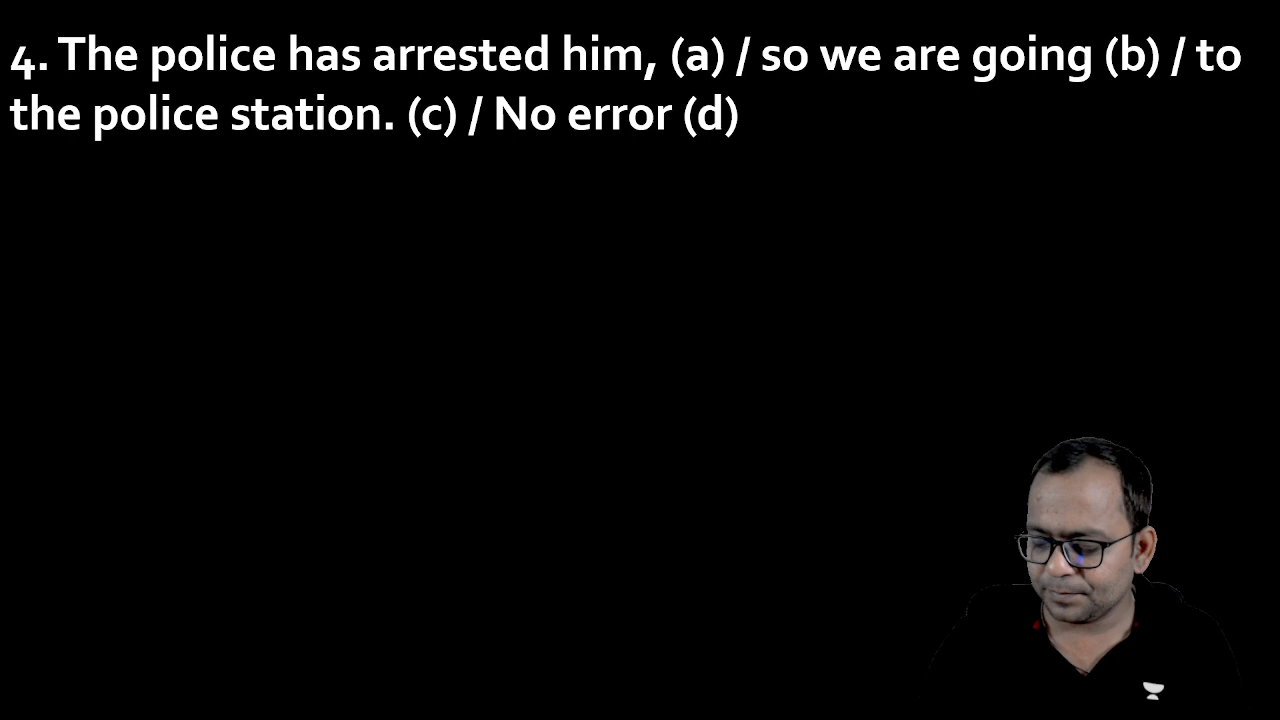 4. The police has arrested him, (a) / so we are going (b) / to
the police station. (c) / No error (d)